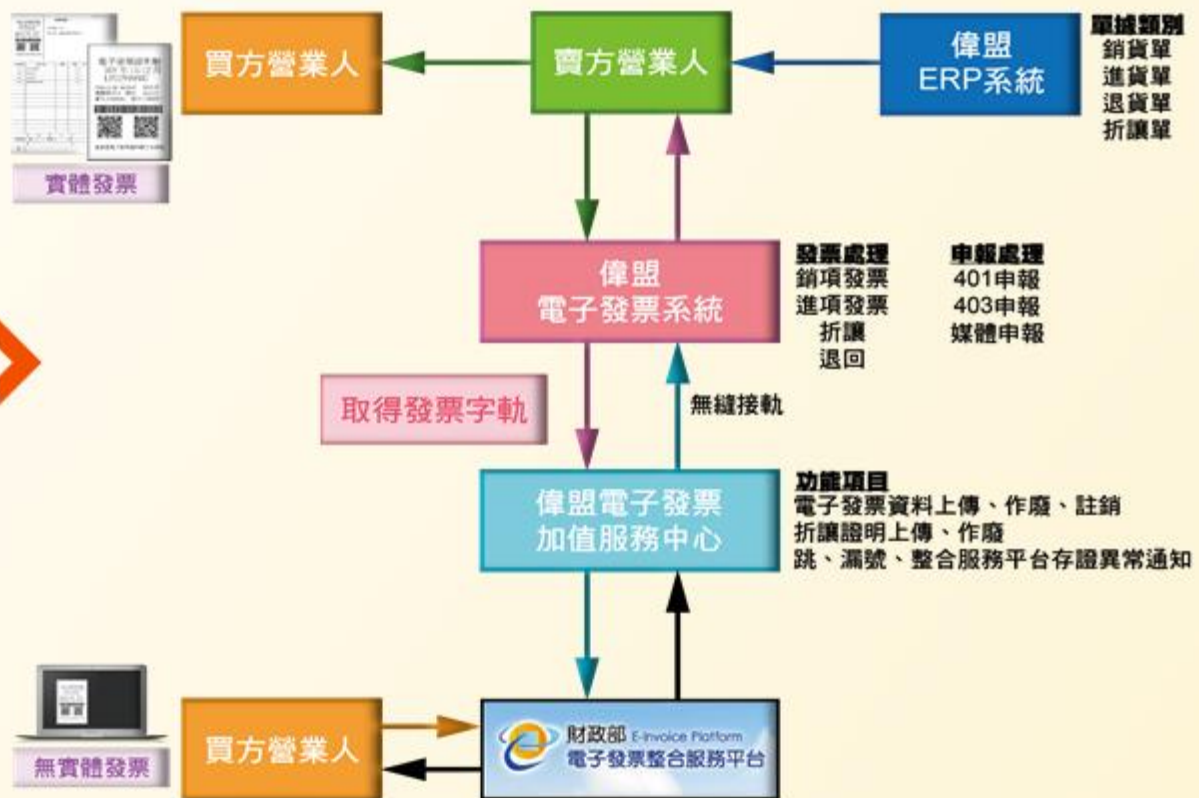 買方營業人
賣方營業人
偉盟
ERP系統
單據類別
銷貨單
進貨單
退貨單
折讓單
實體發票
偉盟
電子發票系統
發票處理
銷項發票
進項發票
折讓
退回
申報處理
401申報
403申報
媒體申報
取得發票字軌
無縫接軌
偉盟電子發票
加值服務中心
功能項目
電子發票資料上傳、作廢、註銷
折讓證明上傳、作廢
跳、漏號、整合服務平台存證異常通知
無實體發票
買方營業人
財政部 E-Invoice Platform
電子發票整合服務平台